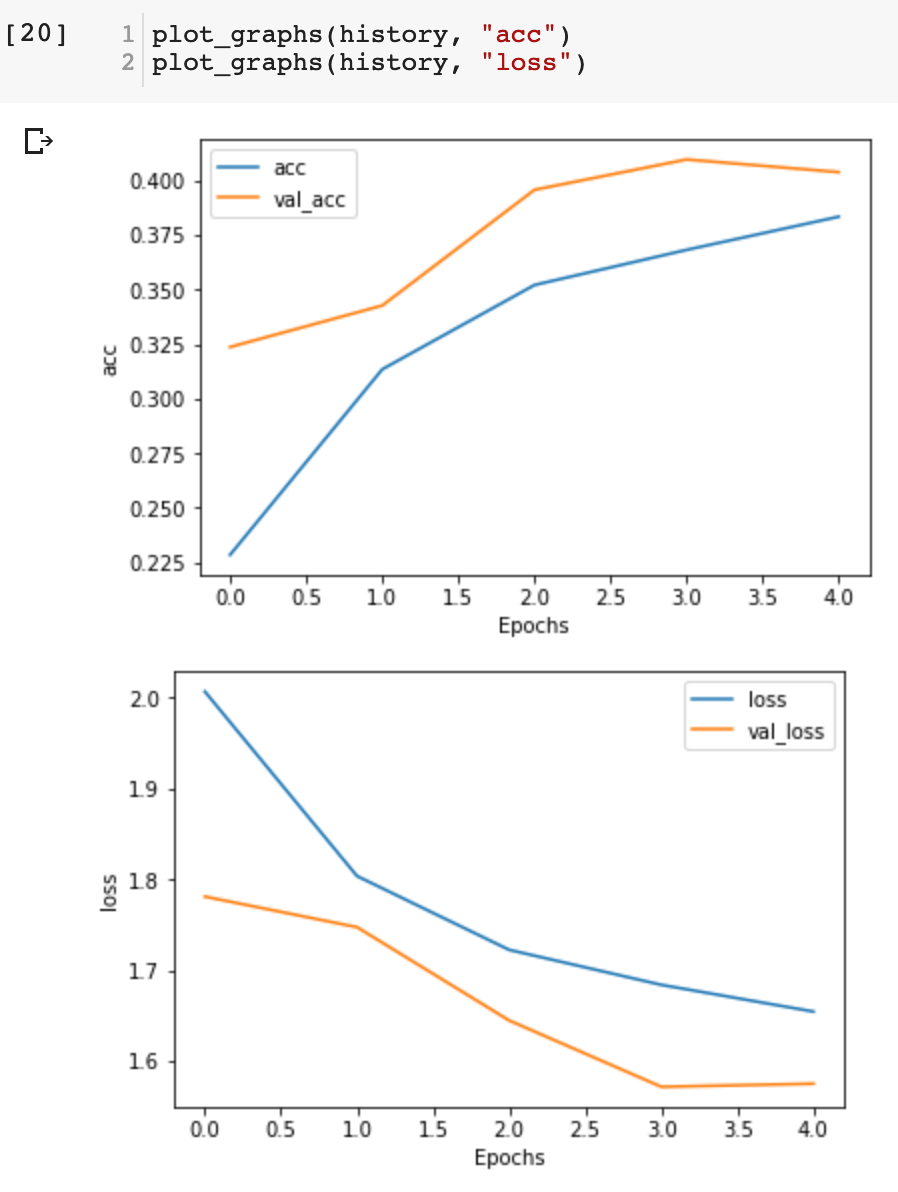 [20]
1 plot_graphs(history, "acc")
2 plot_graphs(history, "loss")
acc
val_acc
0.400
0.375
0.350
0.325
0.300
0.275
0.250
0.225
acc
0.0 0.5 1.0 1.5 2.0 2.5 3.0 3.5 4.0
Epochs
loss
val_loss
2.0
1.9
1.8
1.7
1.6
loss
0.0 0.5 1.0 1.5 2.0 2.5 3.0 3.5 4.0
Epochs